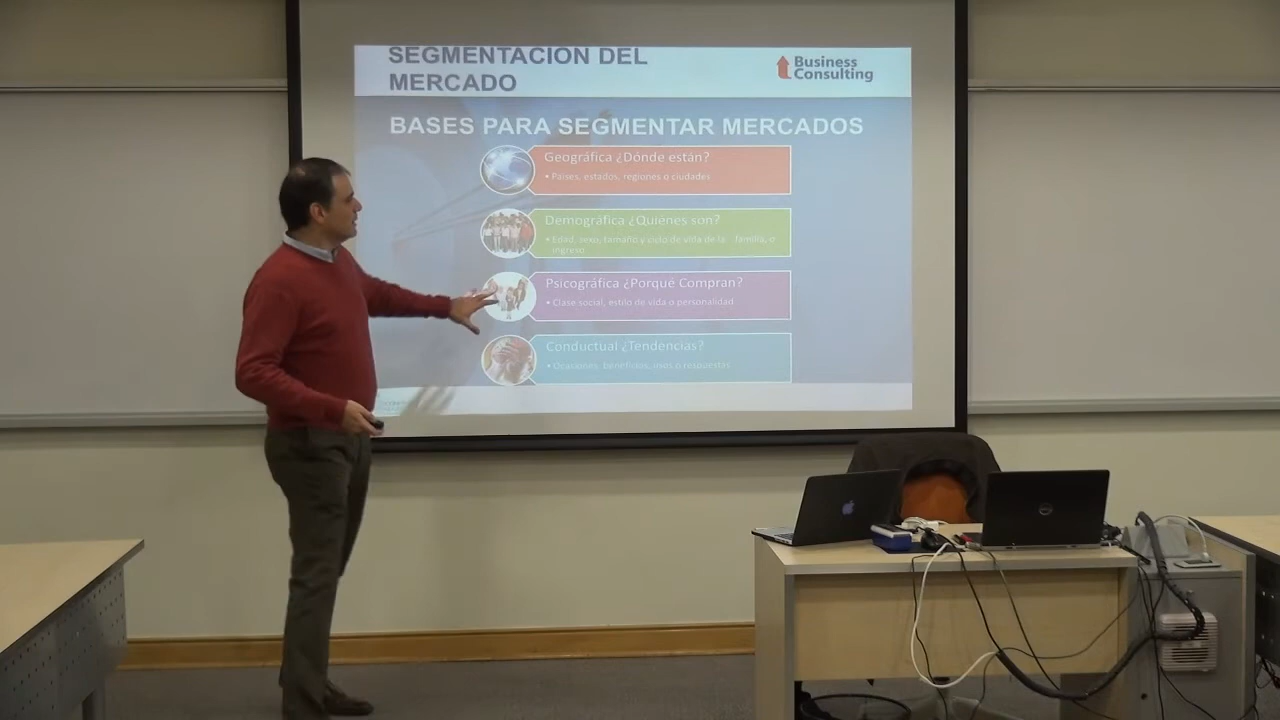 SEGMENTACION DEL
MERCADO
Business
Consulting
BASES PARA SEGMENTAR MERCADOS
Geográfica ¿Dónde están?
• Países, estados, regiones o ciudades
Demográfica ¿Quiénes son?
• Edad, sexo, tamaño y ciclo de vida de la familia, o
ingreso
Psicográfica ¿Porqué Compran?
• Clase social, estilo de vida o personalidad
Conductual ¿Tendencias?
• Ocasiones, beneficios, usos o respuestas